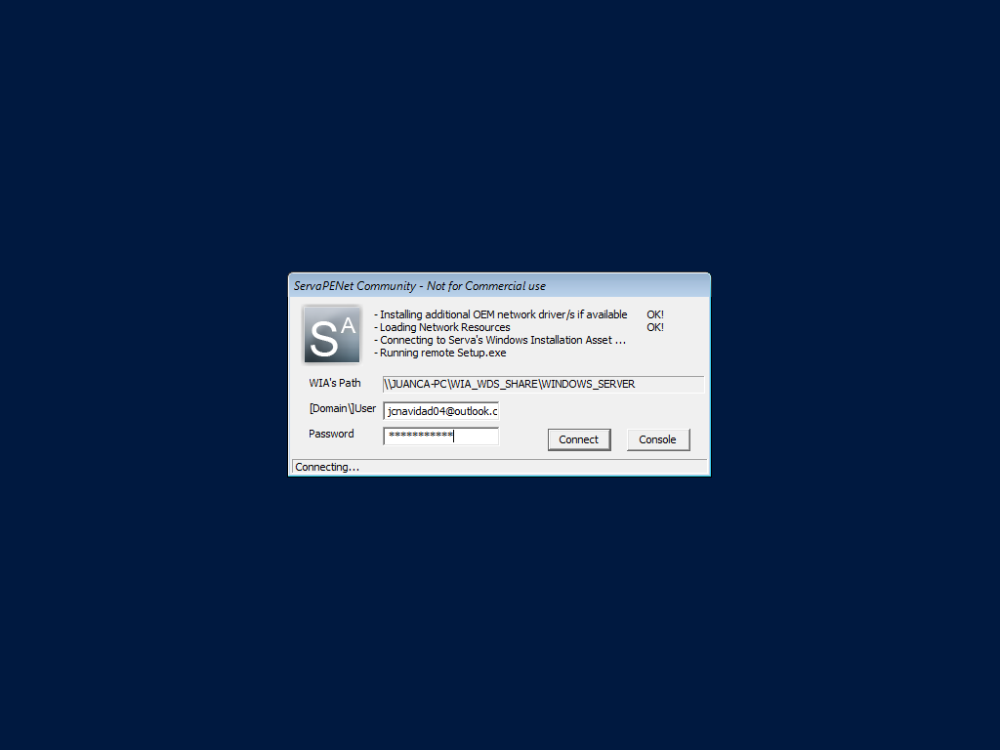 ServaPENet Community - Not for Commercial use
SA
- Installing additional OEM network driver/s if available OK!
- Loading Network Resources OK!
- Connecting to Serva's Windows Installation Asset ...
- Running remote Setup.exe
WIA's Path \\JUANCA-PC\WIA_WDS_SHARE\WINDOWS_SERVER
[Domain\]User jcnavidad04@outlook.c
Password ***********
Connect Console
Connecting...